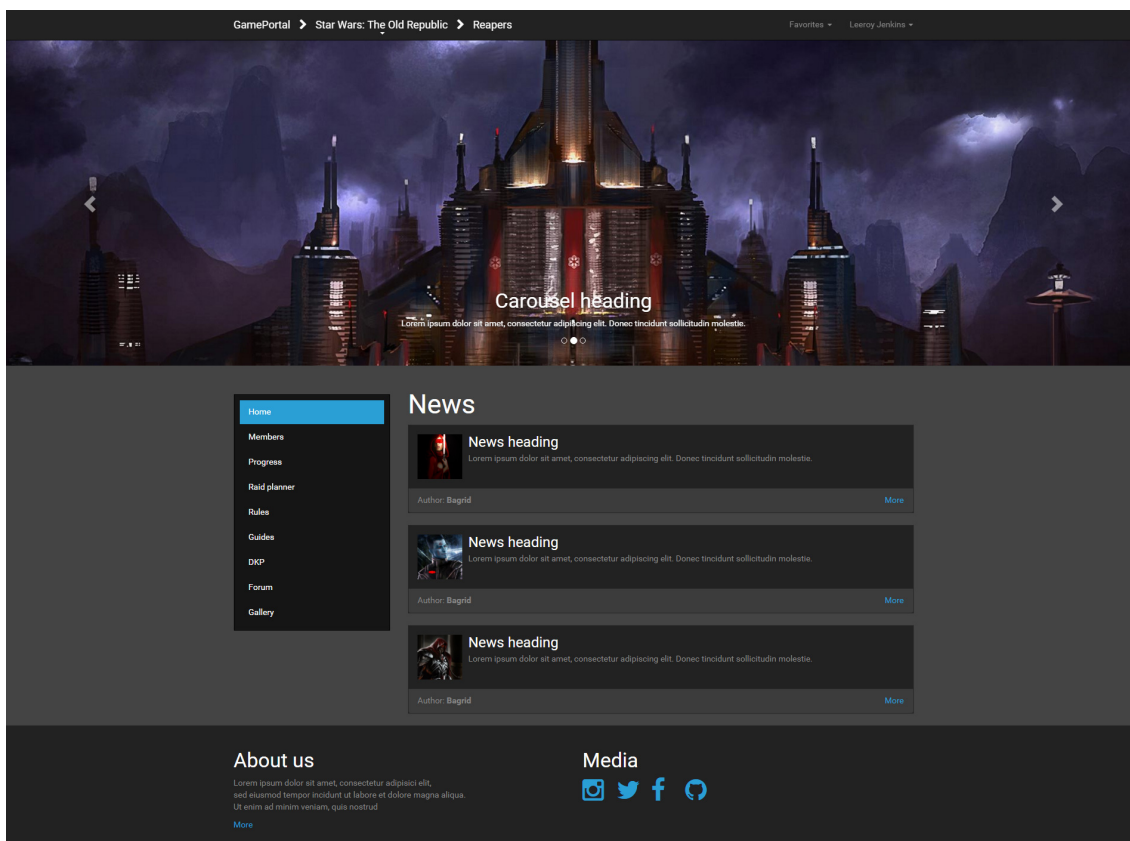 GamePortal Star Wars: The Old Republic Reapers Favorites Leeroy Jenkins
Carousel heading
Lorem ipsum dolor sit amet, consectetur adipiscing elit. Donec tincidunt sollicitudin molestie.
Home
Members
Progress
Raid planner
Rules
Guides
DKP
Forum
Gallery
News
News heading
Lorem ipsum dolor sit amet, consectetur adipiscing elit. Donec tincidunt sollicitudin molestie.
Author: Bagrid More
News heading
Lorem ipsum dolor sit amet, consectetur adipiscing elit. Donec tincidunt sollicitudin molestie.
Author: Bagrid More
News heading
Lorem ipsum dolor sit amet, consectetur adipiscing elit. Donec tincidunt sollicitudin molestie.
Author: Bagrid More
About us
Lorem ipsum dolor sit amet, consectetur adipisici elit,
sed eiusmod tempor incidunt ut labore et dolore magna aliqua.
Ut enim ad minim veniam, quis nostrud
More
Media